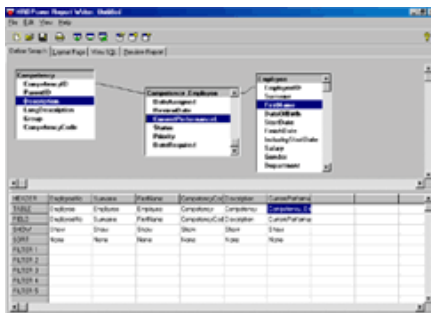 HRD Power Report Writer: Untitled
File Edit View Help
Define Search Layout Page View SQL Preview Report
Competency
CompetencyID
ParentID
Description
LongDescription
Group
CompetencyCode
Competency_Employee
DateAssigned
ReviewDate
CurrentPerformanceL
Status
Priority
DateRequired
Employee
EmployeeID
Surname
FirstName
DateOfBirth
StartDate
FinishDate
IndustryStartDate
Salary
Gender
Department
HEADER EmployeeNo Surname FirstName CompetencyCod Description CurrentPerforma
TABLE Employee Employee Employee Competency Competency Competency_E
FIELD EmployeeNo Surname FirstName CompetencyCod Description CurrentPerforma
SHOW Show Show Show Show Show Show
SORT None None None None None None
FILTER 1
FILTER 2
FILTER 3
FILTER 4
FILTER 5